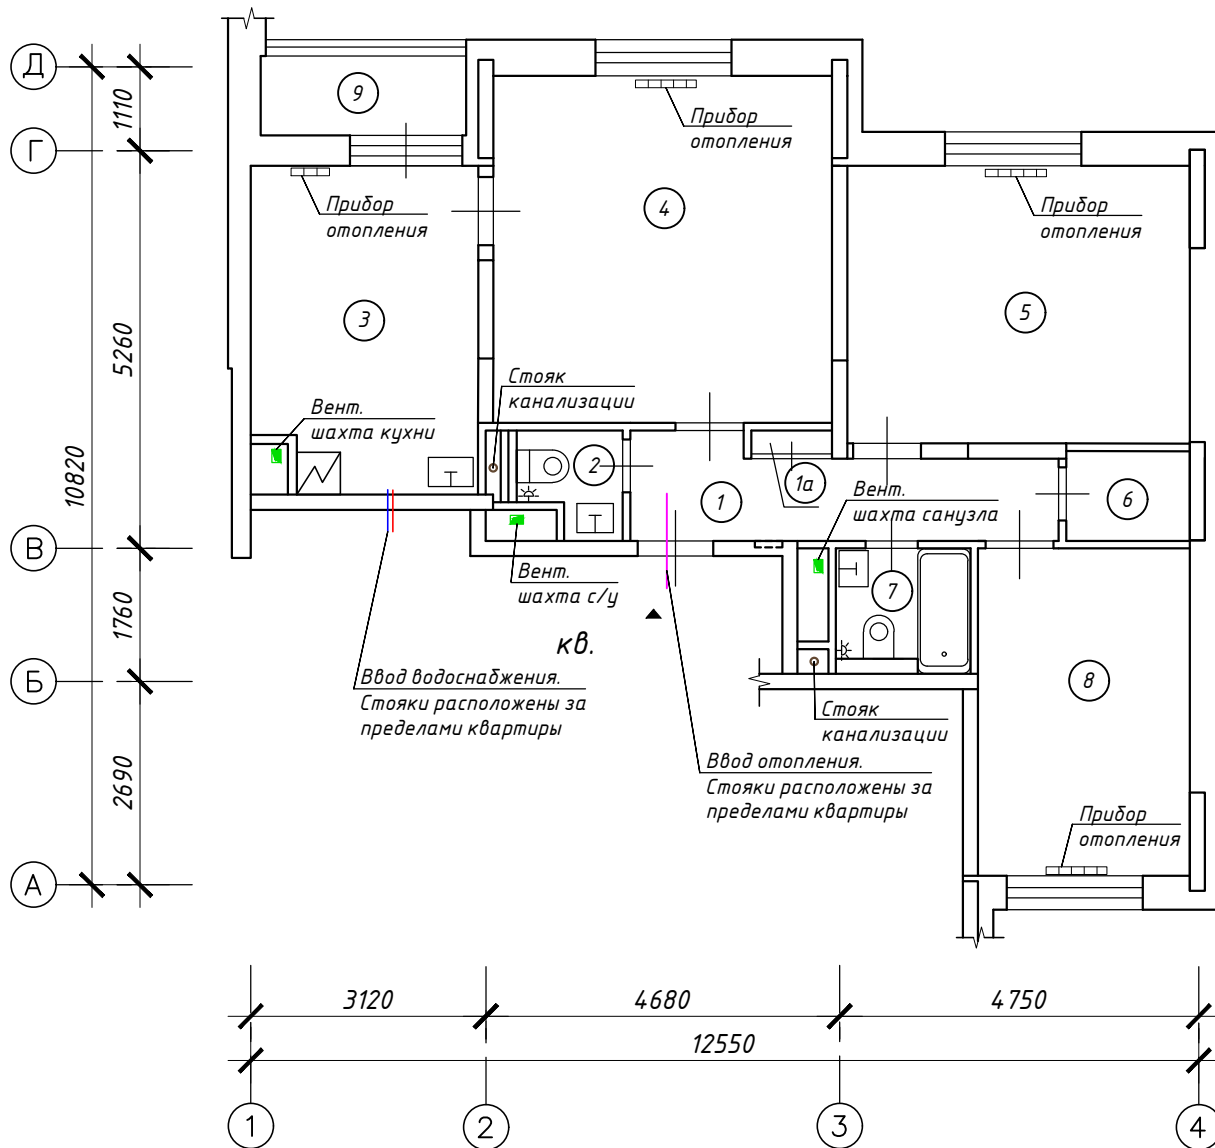 Д
9
1110
Прибор
отопления
Г
Прибор
отопления
4
Прибор
отопления
3
5
5260
Стояк
канализации
Вент.
шахта кухни
10820
2
1а
1
Вент.
шахта санузла
6
В
Вент.
шахта с/у
7
1760
кв.
Б
Ввод водоснабжения.
Стояки расположены за
пределами квартиры
8
Стояк
канализации
Ввод отопления.
Стояки расположены за
пределами квартиры
2690
Прибор
отопления
А
3120
4680
4750
12550
1
2
3
4